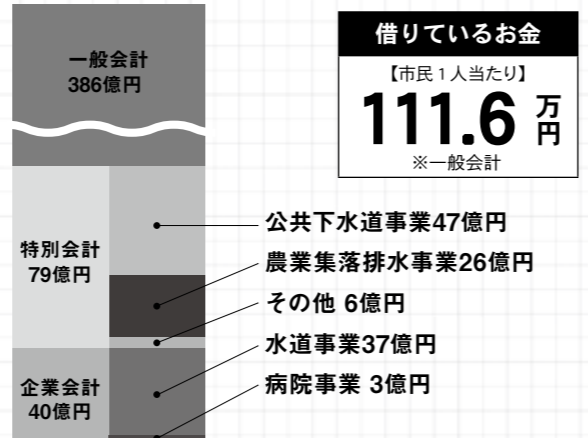 一般会計
386億円
借りているお金
【市民1人当たり】
111.6万円
※一般会計
特別会計
79億円
公共下水道事業47億円
農業集落排水事業26億円
その他 6億円
企業会計
40億円
水道事業37億円
病院事業 3億円